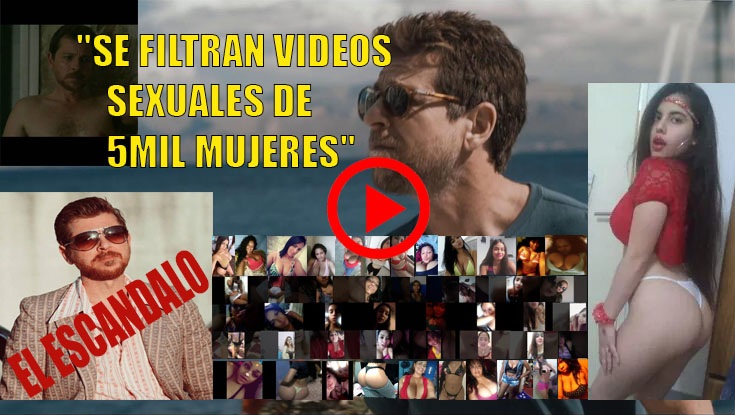 "SE FILTRAN VIDEOS
SEXUALES DE
5MIL MUJERES"
EL ESCANDALO